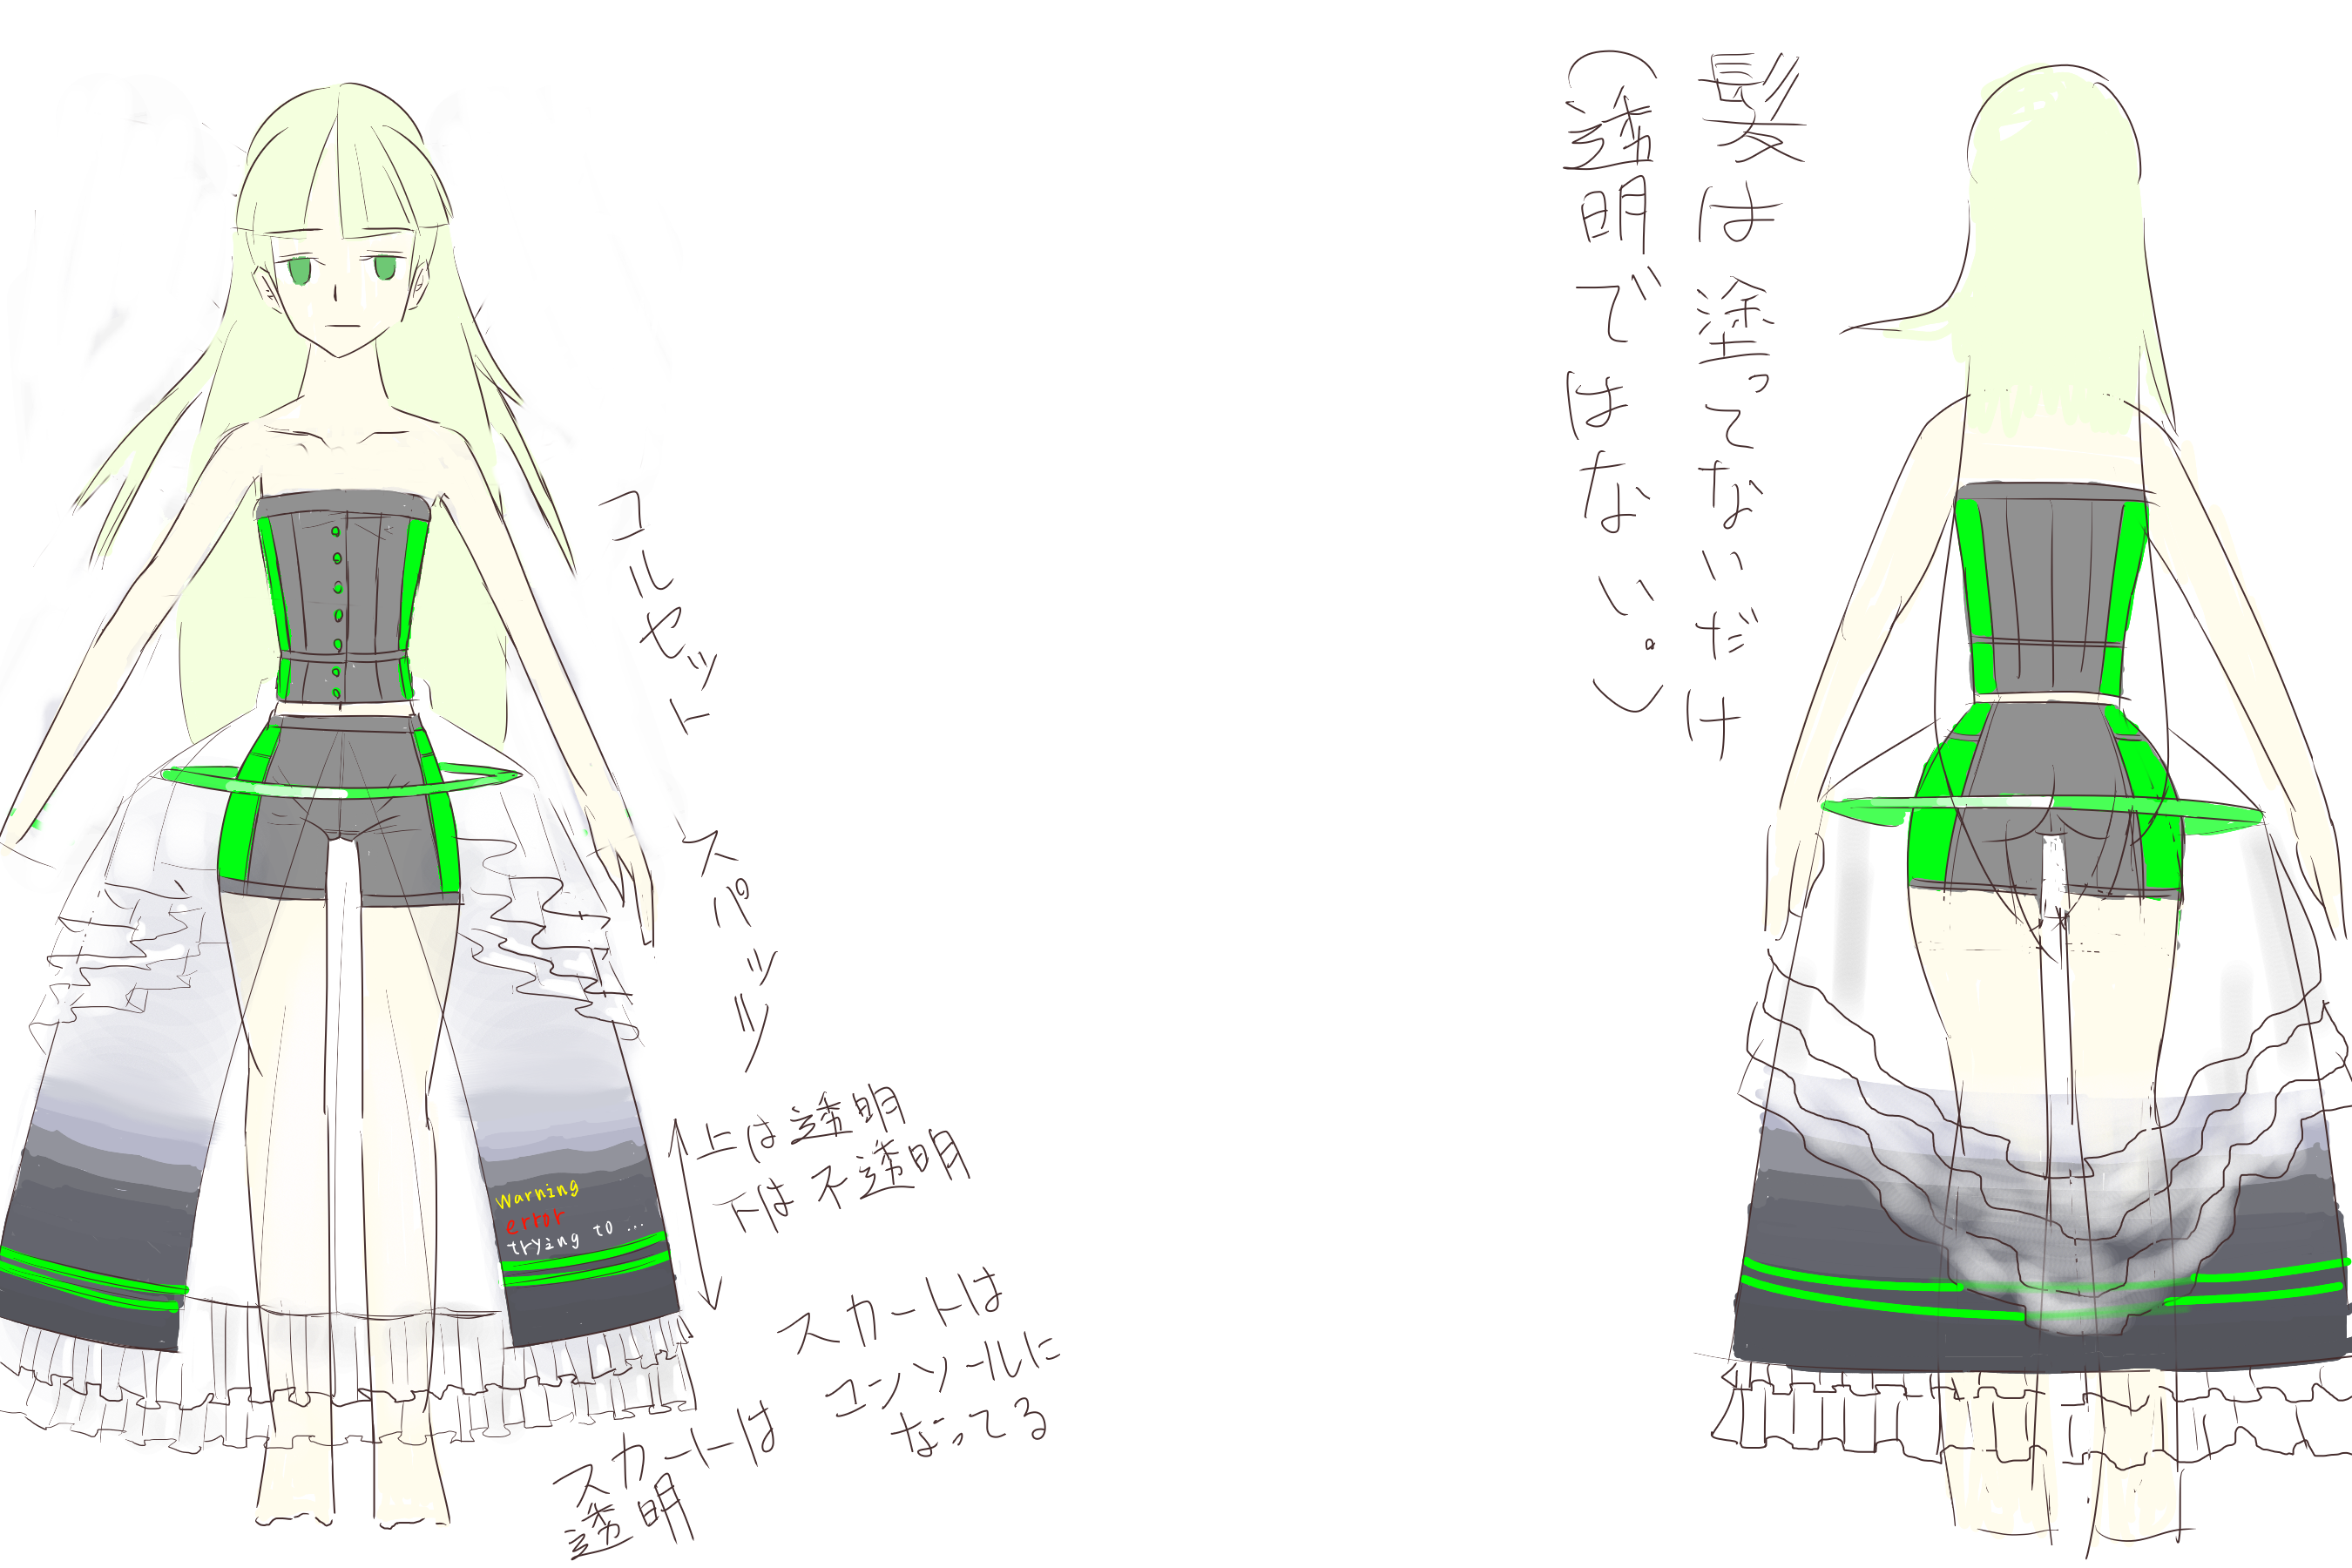 コルセット
スパッツ
上は透明
下は不透明
warning
error
trying to ...
スカートは
コンソールに
なってる
スカートは
透明
髪は塗ってないだけ
(透明ではない。)